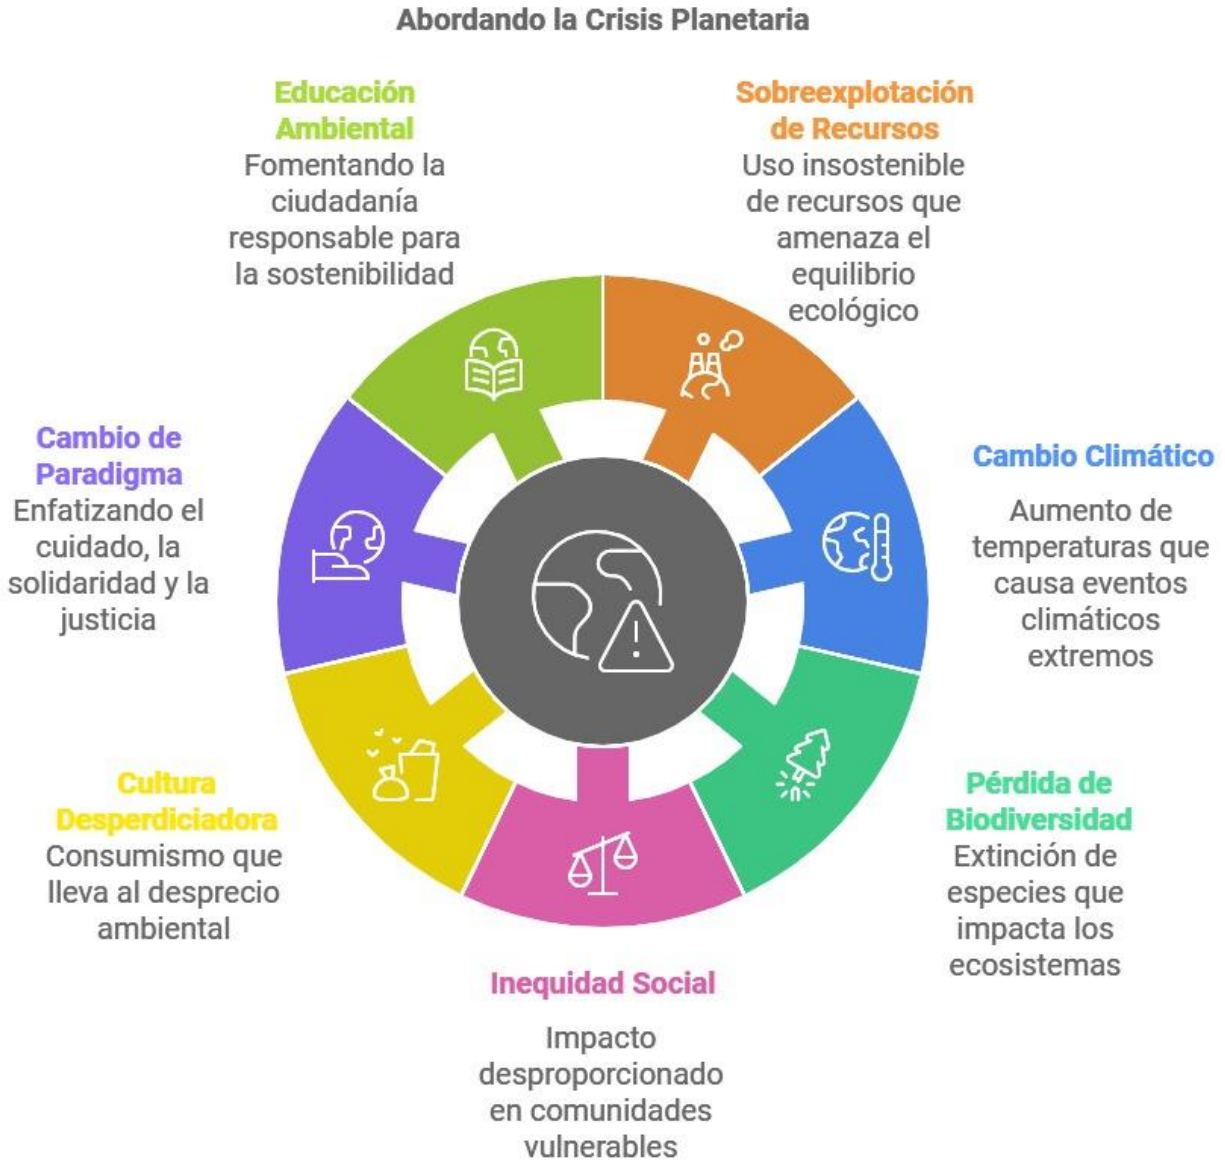 Abordando la Crisis Planetaria
Educación
Ambiental
Fomentando la
ciudadanía
responsable para
la sostenibilidad
Sobreexplotación
de Recursos
Uso insostenible
de recursos que
amenaza el
equilibrio
ecológico
Cambio de
Paradigma
Enfatizando el
cuidado, la
solidaridad y la
justicia
Cambio Climático
Aumento de
temperaturas que
causa eventos
climáticos
extremos
Cultura
Desperdiciadora
Consumismo que
lleva al desprecio
ambiental
Pérdida de
Biodiversidad
Extinción de
especies que
impacta los
ecosistemas
Inequidad Social
Impacto
desproporcionado
en comunidades
vulnerables